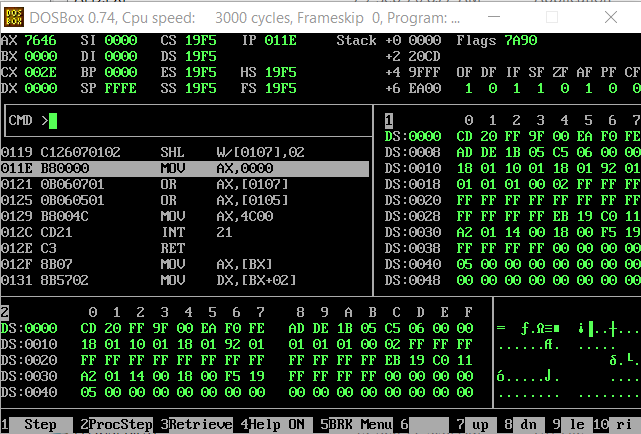 DOSBox 0.74, Cpu speed: 3000 cycles, Frameskip 0, Program: ...
AX 7646 SI 0000 CS 19F5 IP 011E Stack +0 0000 Flags 7A90
BX 0000 DI 0000 DS 19F5 +2 20CD
CX 002E BP 0000 ES 19F5 HS 19F5 +4 9FFF OF DF IF SF ZF AF PF CF
DX 0000 SP FFFE SS 19F5 FS 19F5 +6 EA00 1 0 1 1 0 1 0 0
CMD >
1 0 1 2 3 4 5 6 7
DS:0000 CD 20 FF 9F 00 EA F0 FE
0119 C126070102 SHL W/[0107],02 DS:0008 AD DE 1B 05 C5 06 00 00
011E B80000 MOV AX,0000 DS:0010 18 01 10 01 18 01 92 01
0121 0B060701 OR AX,[0107] DS:0018 01 01 01 00 02 FF FF FF
0125 0B060501 OR AX,[0105] DS:0020 FF FF FF FF FF FF FF FF
0129 B8004C MOV AX,4C00 DS:0028 FF FF FF FF EB 19 C0 11
012C CD21 INT 21 DS:0030 A2 01 14 00 18 00 F5 19
012E C3 RET DS:0038 FF FF FF FF 00 00 00 00
012F 8B07 MOV AX,[BX] DS:0040 05 00 00 00 00 00 00 00
0131 8B5702 MOV DX,[BX+02] DS:0048 00 00 00 00 00 00 00 00
2 0 1 2 3 4 5 6 7 8 9 A B C D E F
DS:0000 CD 20 FF 9F 00 EA F0 FE AD DE 1B 05 C5 06 00 00
DS:0010 18 01 10 01 18 01 92 01 01 01 01 00 02 FF FF FF
DS:0020 FF FF FF FF FF FF FF FF FF FF FF FF EB 19 C0 11
DS:0030 A2 01 14 00 18 00 F5 19 FF FF FF FF 00 00 00 00
DS:0040 05 00 00 00 00 00 00 00 00 00 00 00 00 00 00 00
1 Step 2ProcStep 3Retrieve 4Help ON 5BRK Menu 6 7 up 8 dn 9 le 10 ri